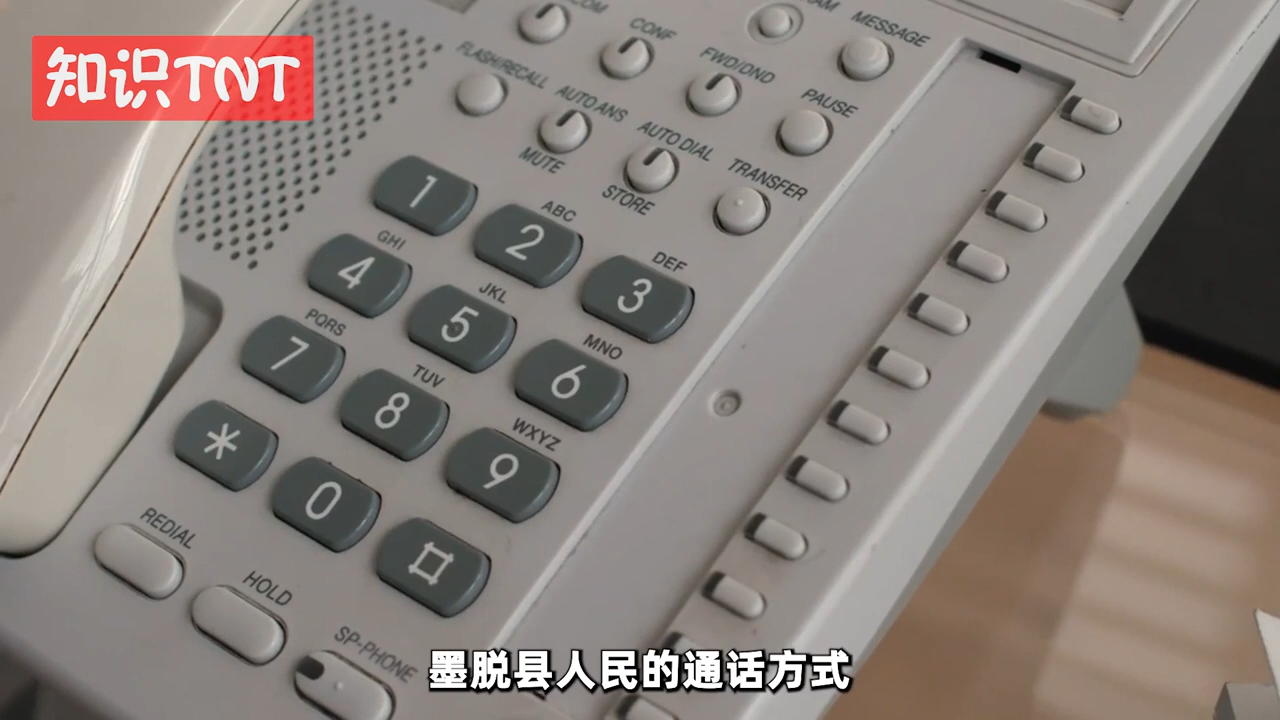 知识TNT
CONF
MESSAGE
FLASH/RECALL
AUTO ANS
FWD/DND
PAUSE
MUTE
AUTO DIAL
STORE
TRANSFER
1
ABC
2
DEF
3
GHI
4
JKL
5
MNO
6
PQRS
7
TUV
8
WXYZ
9
*
0
REDIAL
HOLD
SP-PHONE
墨脱县人民的通话方式